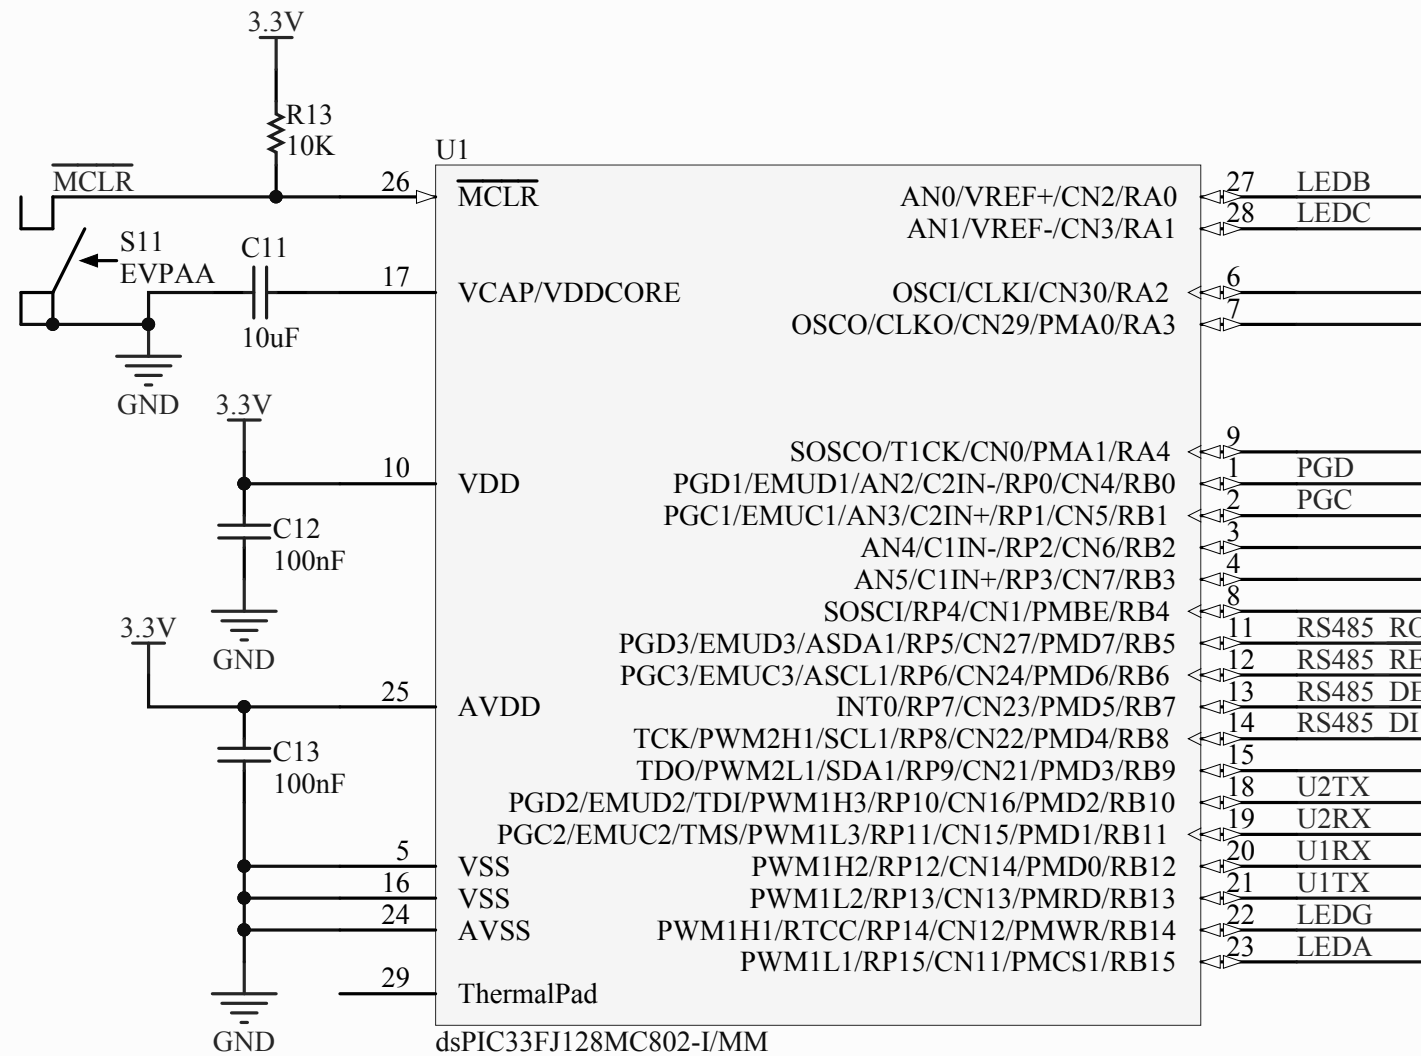 3.3V
R13
10K
U1
MCLR
26
MCLR
AN0/VREF+/CN2/RA0
27
LEDB
AN1/VREF-/CN3/RA1
28
LEDC
S11
EVPAA
C11
10uF
17
VCAP/VDDCORE
OSCI/CLKI/CN30/RA2
6
OSCO/CLKO/CN29/PMA0/RA3
7
GND
3.3V
SOSCO/T1CK/CN0/PMA1/RA4
9
10
VDD
PGD1/EMUD1/AN2/C2IN-/RP0/CN4/RB0
1
PGD
PGC1/EMUC1/AN3/C2IN+/RP1/CN5/RB1
2
PGC
C12
100nF
AN4/C1IN-/RP2/CN6/RB2
3
AN5/C1IN+/RP3/CN7/RB3
4
SOSCI/RP4/CN1/PMBE/RB4
8
GND
3.3V
PGD3/EMUD3/ASDA1/RP5/CN27/PMD7/RB5
11
RS485 RO
PGC3/EMUC3/ASCL1/RP6/CN24/PMD6/RB6
12
RS485 RE
25
AVDD
INT0/RP7/CN23/PMD5/RB7
13
RS485 DE
TCK/PWM2H1/SCL1/RP8/CN22/PMD4/RB8
14
RS485 DI
C13
100nF
TDO/PWM2L1/SDA1/RP9/CN21/PMD3/RB9
15
PGD2/EMUD2/TDI/PWM1H3/RP10/CN16/PMD2/RB10
18
U2TX
PGC2/EMUC2/TMS/PWM1L3/RP11/CN15/PMD1/RB11
19
U2RX
5
VSS
PWM1H2/RP12/CN14/PMD0/RB12
20
U1RX
16
VSS
PWM1L2/RP13/CN13/PMRD/RB13
21
U1TX
24
AVSS
PWM1H1/RTCC/RP14/CN12/PMWR/RB14
22
LEDG
PWM1L1/RP15/CN11/PMCS1/RB15
23
LEDA
29
ThermalPad
GND
dsPIC33FJ128MC802-I/MM